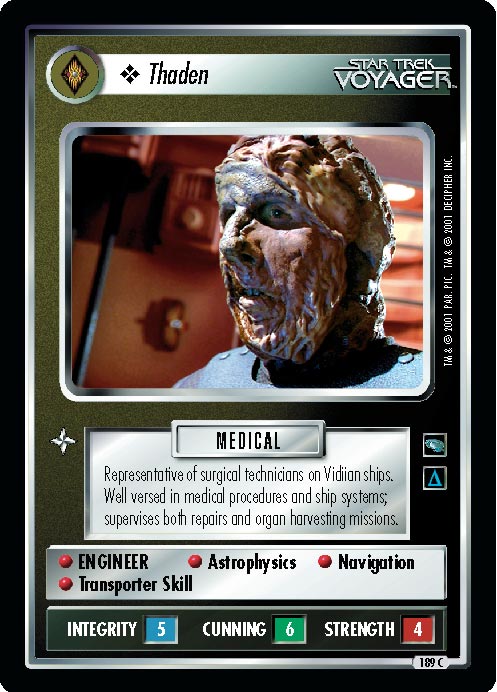 ❖ Thaden
STAR TREK
VOYAGER™
TM & © 2001 PAR. PIC. TM & © 2001 DECIPHER INC.
MEDICAL
Representative of surgical technicians on Vidiian ships.
Well versed in medical procedures and ship systems;
supervises both repairs and organ harvesting missions.
ENGINEER Astrophysics Navigation
Transporter Skill
INTEGRITY 5 CUNNING 6 STRENGTH 4
189 C